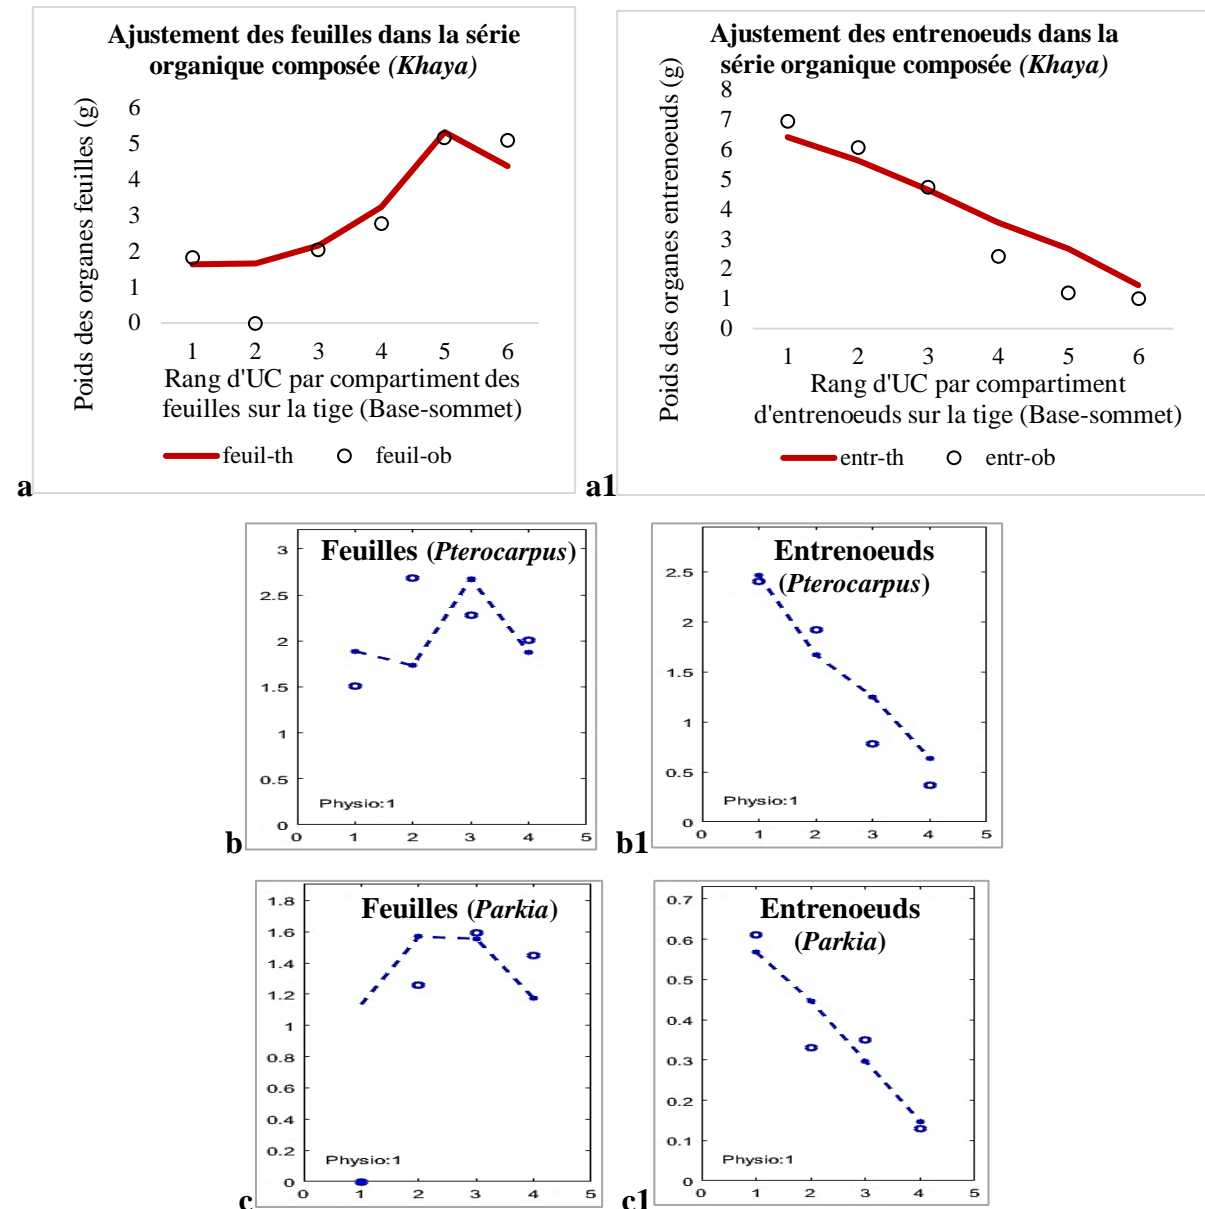 Ajustement des feuilles dans la série
organique composée (Khaya)
Poids des organes feuilles (g)
6
5
4
3
2
1
0
1 2 3 4 5 6
Rang d'UC par compartiment des
feuilles sur la tige (Base-sommet)
feuil-th feuil-ob
a
Ajustement des entrenoeuds dans la
série organique composée (Khaya)
Poids des organes entrenoeuds (g)
8
7
6
5
4
3
2
1
0
1 2 3 4 5 6
Rang d'UC par compartiment
d'entrenoeuds sur la tige (Base-sommet)
entr-th entr-ob
a1
Feuilles (Pterocarpus)
3
2.5
2
1.5
1
0.5
0
Physio:1
0 1 2 3 4 5
b
Entrenoeuds
(Pterocarpus)
2.5
2
1.5
1
0.5
0
Physio:1
0 1 2 3 4 5
b1
Feuilles (Parkia)
1.8
1.6
1.4
1.2
1
0.8
0.6
0.4
0.2
0
Physio:1
0 1 2 3 4 5
c
Entrenoeuds
(Parkia)
0.7
0.6
0.5
0.4
0.3
0.2
0.1
0
Physio:1
0 1 2 3 4 5
c1